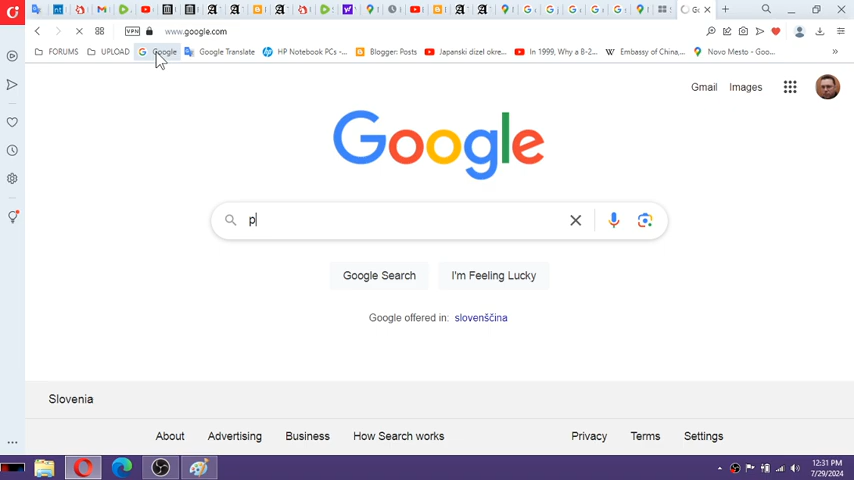 VPN www.google.com
FORUMS UPLOAD Google Google Translate HP Notebook PCs -... Blogger: Posts Japanski dizel okre... In 1999, Why a B-2... Embassy of China,... Novo Mesto - Goo... »
Gmail Images
Google
p
Google Search I'm Feeling Lucky
Google offered in: slovenščina
Slovenia
About Advertising Business How Search works Privacy Terms Settings
12:31 PM
7/29/2024